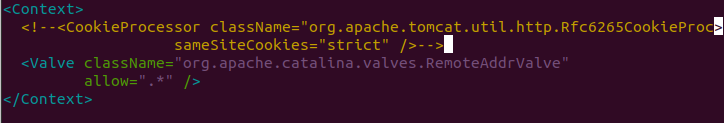 <Context>
<!--<CookieProcessor className="org.apache.tomcat.util.http.Rfc6265CookieProc>
sameSiteCookies="strict" />-->
<Valve className="org.apache.catalina.valves.RemoteAddrValve"
allow=".*" />
</Context>